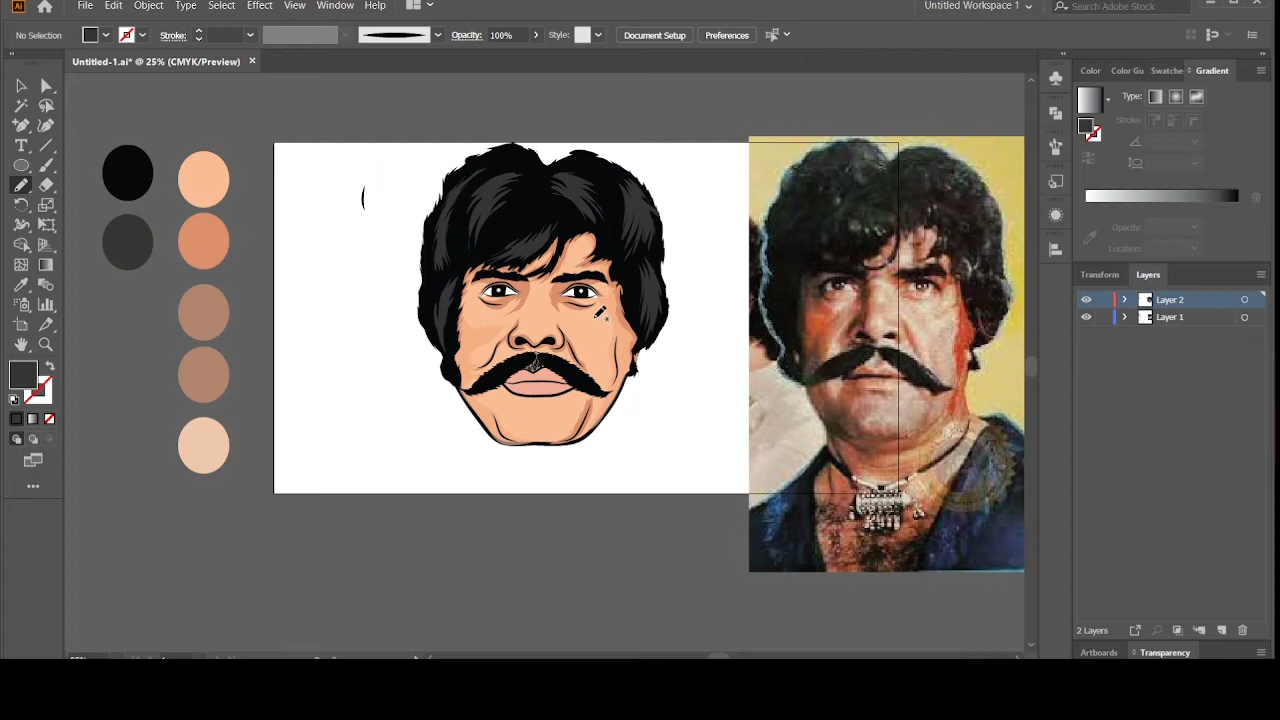 Ai File Edit Object Type Select Effect View Window Help Untitled Workspace 1 Search Adobe Stock
No Selection Stroke: Opacity: 100% Style: Document Setup Preferences
Untitled-1.ai* @ 25% (CMYK/Preview) ×
Color Color Gu Swatche Gradient
Type:
Stroke:
Opacity:
Location:
Transform Layers
Layer 2
Layer 1
2 Layers
Artboards Transparency